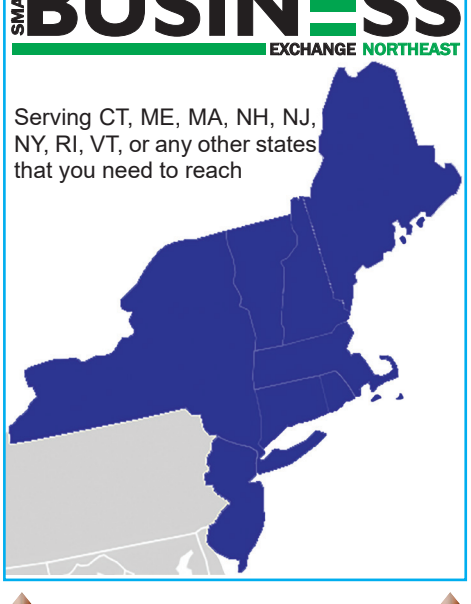 SMA
BUSINESS
EXCHANGE NORTHEAST
Serving CT, ME, MA, NH, NJ,
NY, RI, VT, or any other states
that you need to reach